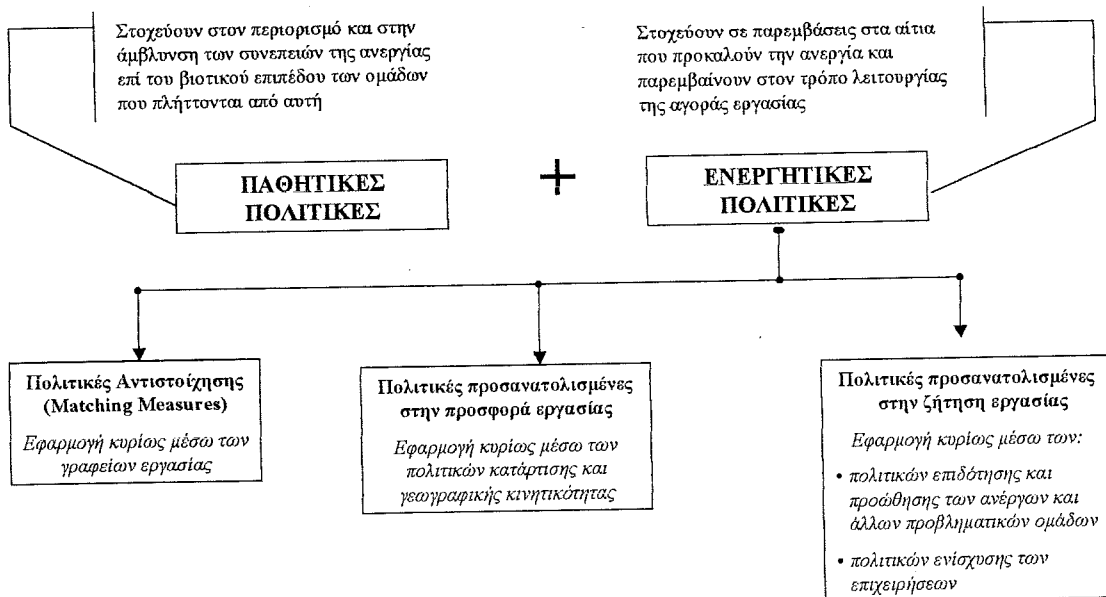 Στοχεύουν στον περιορισμό και στην
άμβλυνση των συνεπειών της ανεργίας
επί του βιοτικού επιπέδου των ομάδων
που πλήττονται από αυτή
Στοχεύουν σε παρεμβάσεις στα αίτια
που προκαλούν την ανεργία και
παρεμβαίνουν στον τρόπο λειτουργίας
της αγοράς εργασίας
ΠΑΘΗΤΙΚΕΣ
ΠΟΛΙΤΙΚΕΣ
+
ΕΝΕΡΓΗΤΙΚΕΣ
ΠΟΛΙΤΙΚΕΣ
Πολιτικές Αντιστοίχησης
(Matching Measures)
Εφαρμογή κυρίως μέσω των
γραφείων εργασίας
Πολιτικές προσανατολισμένες
στην προσφορά εργασίας
Εφαρμογή κυρίως μέσω των
πολιτικών κατάρτισης και
γεωγραφικής κινητικότητας
Πολιτικές προσανατολισμένες
στην ζήτηση εργασίας
Εφαρμογή κυρίως μέσω των:
• πολιτικών επιδότησης και
προώθησης των ανέργων και
άλλων προβληματικών ομάδων
• πολιτικών ενίσχυσης των
επιχειρήσεων